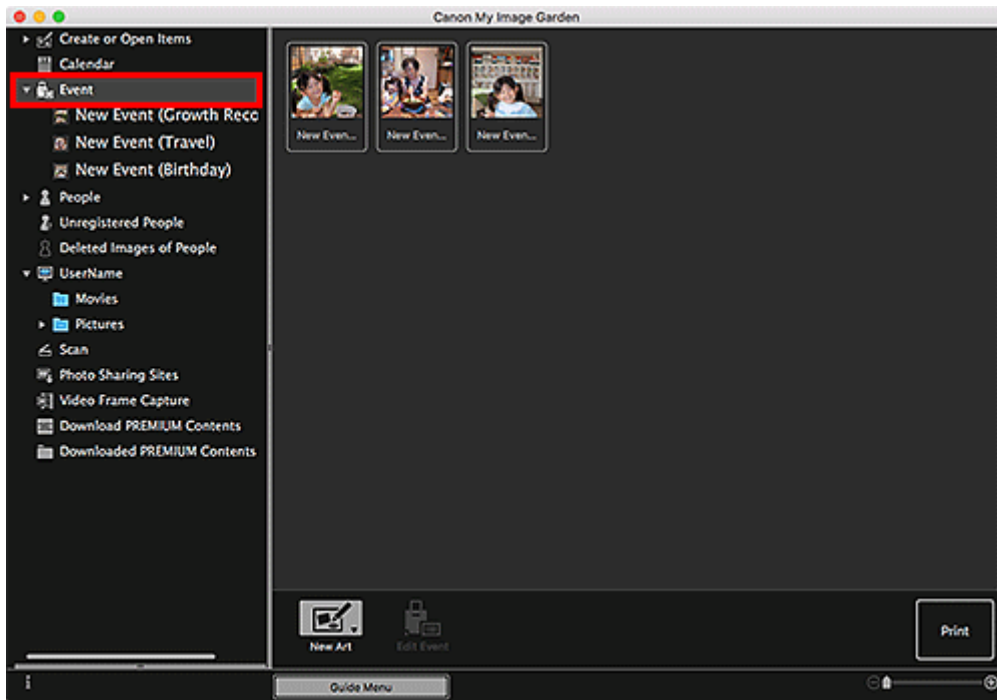 Canon My Image Garden
Create or Open Items
Calendar
Event
New Event (Growth Reco
New Event (Travel)
New Event (Birthday)
People
Unregistered People
Deleted Images of People
UserName
Movies
Pictures
Scan
Photo Sharing Sites
Video Frame Capture
Download PREMIUM Contents
Downloaded PREMIUM Contents
New Even...
New Even...
New Even...
New Art
Edit Event
Print
Guide Menu